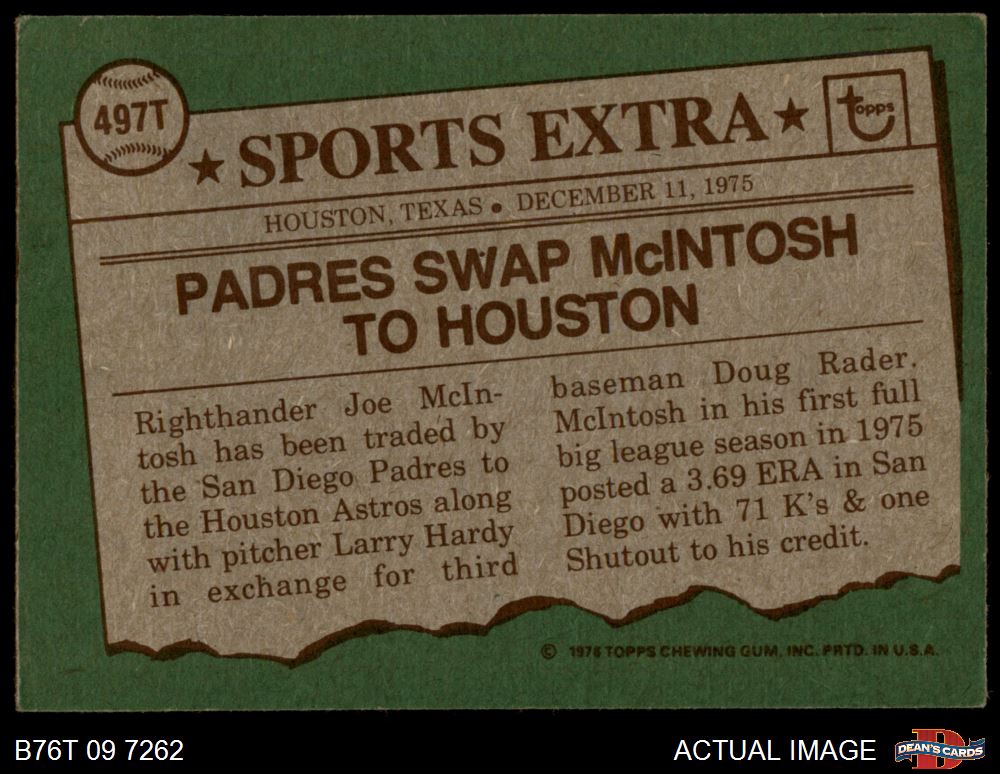 497T
★ SPORTS EXTRA ★
topps
HOUSTON, TEXAS • DECEMBER 11, 1975
PADRES SWAP McINTOSH
TO HOUSTON
Righthander Joe McIn-
tosh has been traded by
the San Diego Padres to
the Houston Astros along
with pitcher Larry Hardy
in exchange for third
baseman Doug Rader.
McIntosh in his first full
big league season in 1975
posted a 3.69 ERA in San
Diego with 71 K's & one
Shutout to his credit.
© 1976 TOPPS CHEWING GUM, INC. PRTD. IN U.S.A.
B76T 09 7262
ACTUAL IMAGE
D
DEAN'S CARDS